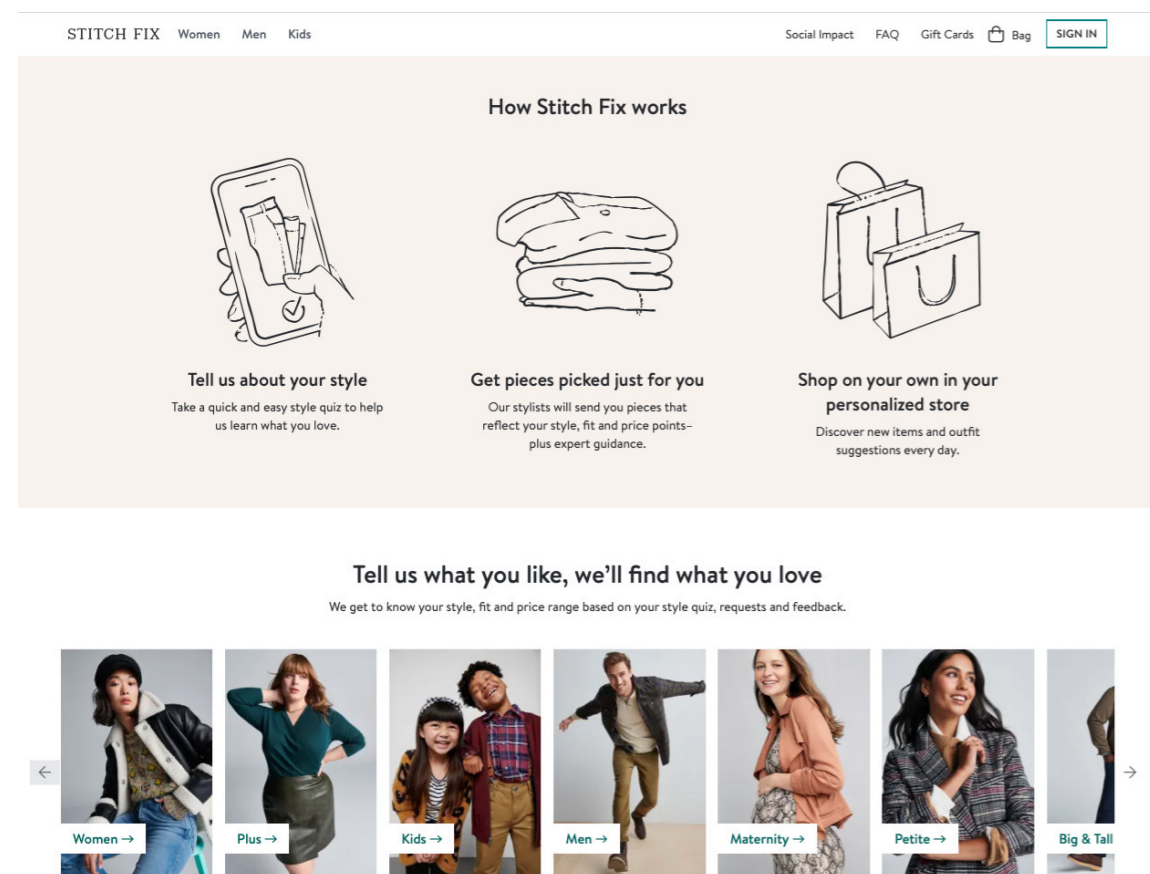 STITCH FIX Women Men Kids Social Impact FAQ Gift Cards Bag SIGN IN
How Stitch Fix works
Tell us about your style
Take a quick and easy style quiz to help
us learn what you love.
Get pieces picked just for you
Our stylists will send you pieces that
reflect your style, fit and price points–
plus expert guidance.
Shop on your own in your
personalized store
Discover new items and outfit
suggestions every day.
Tell us what you like, we’ll find what you love
We get to know your style, fit and price range based on your style quiz, requests and feedback.
Women → Plus → Kids → Men → Maternity → Petite → Big & Tall